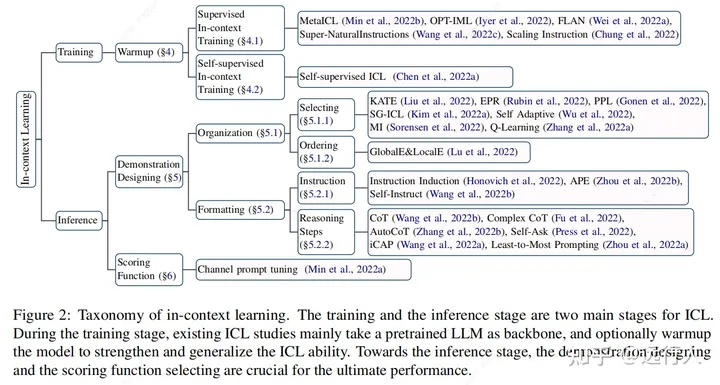 In-context Learning
Training
Warmup (§4)
Supervised
In-context
Training (§4.1)
MetaICL (Min et al., 2022b), OPT-IML (Iyer et al., 2022), FLAN (Wei et al., 2022a),
Super-NaturalInstructions (Wang et al., 2022c), Scaling Instruction (Chung et al., 2022)
Self-supervised
In-context
Training (§4.2)
Self-supervised ICL (Chen et al., 2022a)
Inference
Demonstration
Designing (§5)
Organization (§5.1)
Selecting
(§5.1.1)
KATE (Liu et al., 2022), EPR (Rubin et al., 2022), PPL (Gonen et al., 2022),
SG-ICL (Kim et al., 2022a), Self Adaptive (Wu et al., 2022),
MI (Sorensen et al., 2022), Q-Learning (Zhang et al., 2022a)
Ordering
(§5.1.2)
GlobalE&LocalE (Lu et al., 2022)
Formatting (§5.2)
Instruction
(§5.2.1)
Instruction Induction (Honovich et al., 2022), APE (Zhou et al., 2022b),
Self-Instruct (Wang et al., 2022b)
Reasoning
Steps
(§5.2.2)
CoT (Wang et al., 2022b), Complex CoT (Fu et al., 2022),
AutoCoT (Zhang et al., 2022b), Self-Ask (Press et al., 2022),
iCAP (Wang et al., 2022a), Least-to-Most Prompting (Zhou et al., 2022a)
Scoring
Function (§6)
Channel prompt tuning (Min et al., 2022a)
Figure 2: Taxonomy of in-context learning. The training and the inference stage are two main stages for ICL.
During the training stage, existing ICL studies mainly take a pretrained LLM as backbone, and optionally warmup
the model to strengthen and generalize the ICL ability. Towards the inference stage, the demonstration designing
and the scoring function selecting are crucial for the ultimate performance.
知乎 @远行人